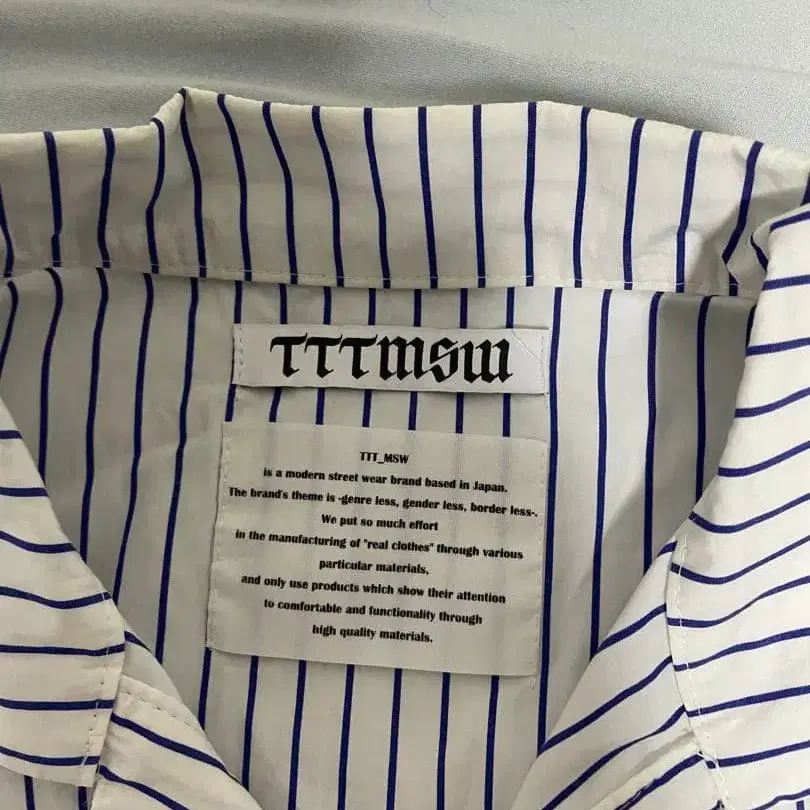 TTTMSW
TTT_MSW
is a modern street wear brand based in Japan.
The brand's theme is -genre less, gender less, border less-.
We put so much effort
in the manufacturing of "real clothes" through various
particular materials,
and only use products which show their attention
to comfortable and functionality through
high quality materials.